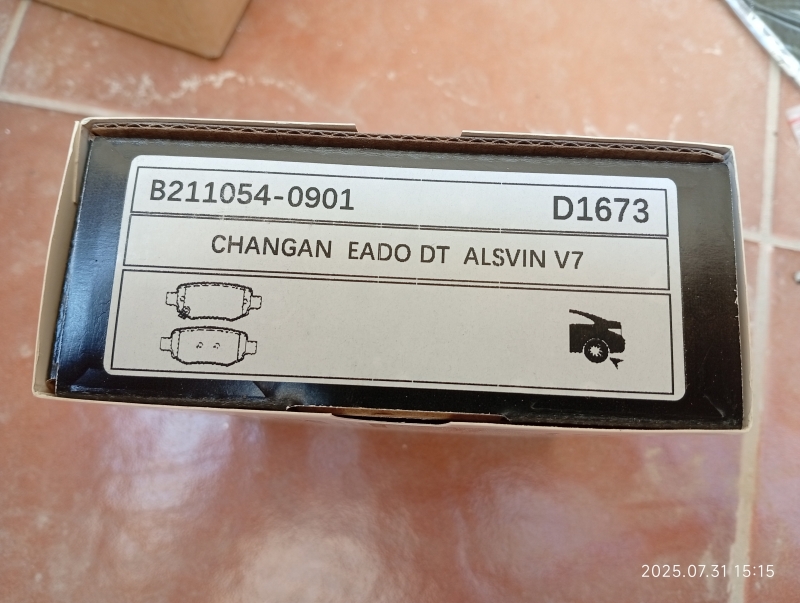 B211054-0901 D1673
CHANGAN EADO DT ALSVIN V7
2025.07.31 15:15